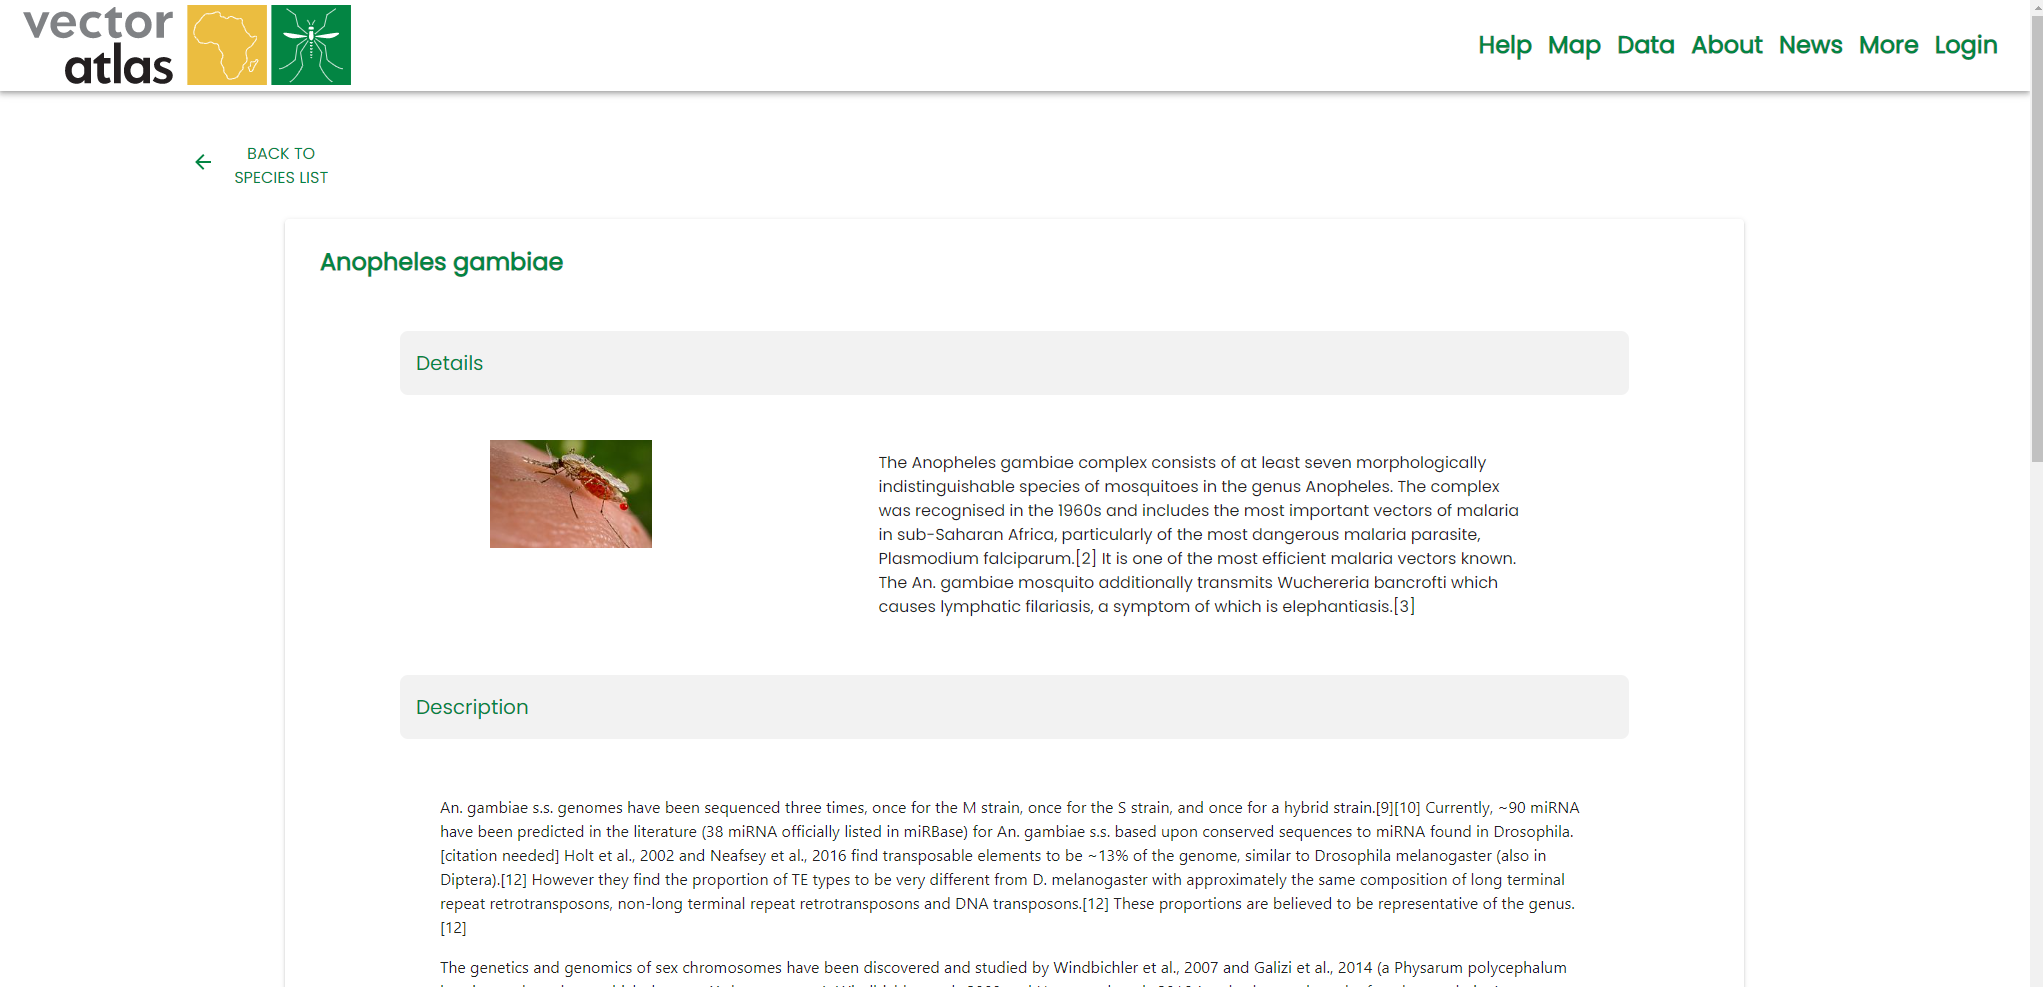 vector
atlas
Help Map Data About News More Login
BACK TO
SPECIES LIST
Anopheles gambiae
Details
The Anopheles gambiae complex consists of at least seven morphologically
indistinguishable species of mosquitoes in the genus Anopheles. The complex
was recognised in the 1960s and includes the most important vectors of malaria
in sub-Saharan Africa, particularly of the most dangerous malaria parasite,
Plasmodium falciparum.[2] It is one of the most efficient malaria vectors known.
The An. gambiae mosquito additionally transmits Wuchereria bancrofti which
causes lymphatic filariasis, a symptom of which is elephantiasis.[3]
Description
An. gambiae s.s. genomes have been sequenced three times, once for the M strain, once for the S strain, and once for a hybrid strain.[9][10] Currently, ~90 miRNA
have been predicted in the literature (38 miRNA officially listed in miRBase) for An. gambiae s.s. based upon conserved sequences to miRNA found in Drosophila.
[citation needed] Holt et al., 2002 and Neafsey et al., 2016 find transposable elements to be ~13% of the genome, similar to Drosophila melanogaster (also in
Diptera).[12] However they find the proportion of TE types to be very different from D. melanogaster with approximately the same composition of long terminal
repeat retrotransposons, non-long terminal repeat retrotransposons and DNA transposons.[12] These proportions are believed to be representative of the genus.
[12]
The genetics and genomics of sex chromosomes have been discovered and studied by Windbichler et al., 2007 and Galizi et al., 2014 (a Physarum polycephalum